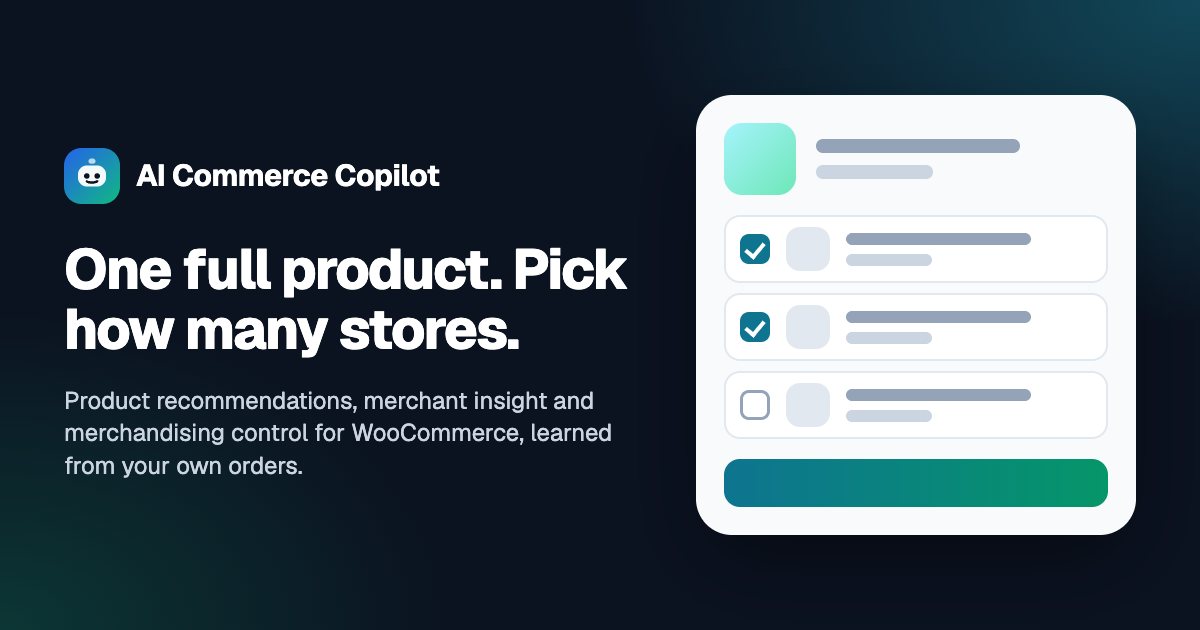 AI Commerce Copilot
One full product. Pick
how many stores.
Product recommendations, merchant insight and
merchandising control for WooCommerce, learned
from your own orders.